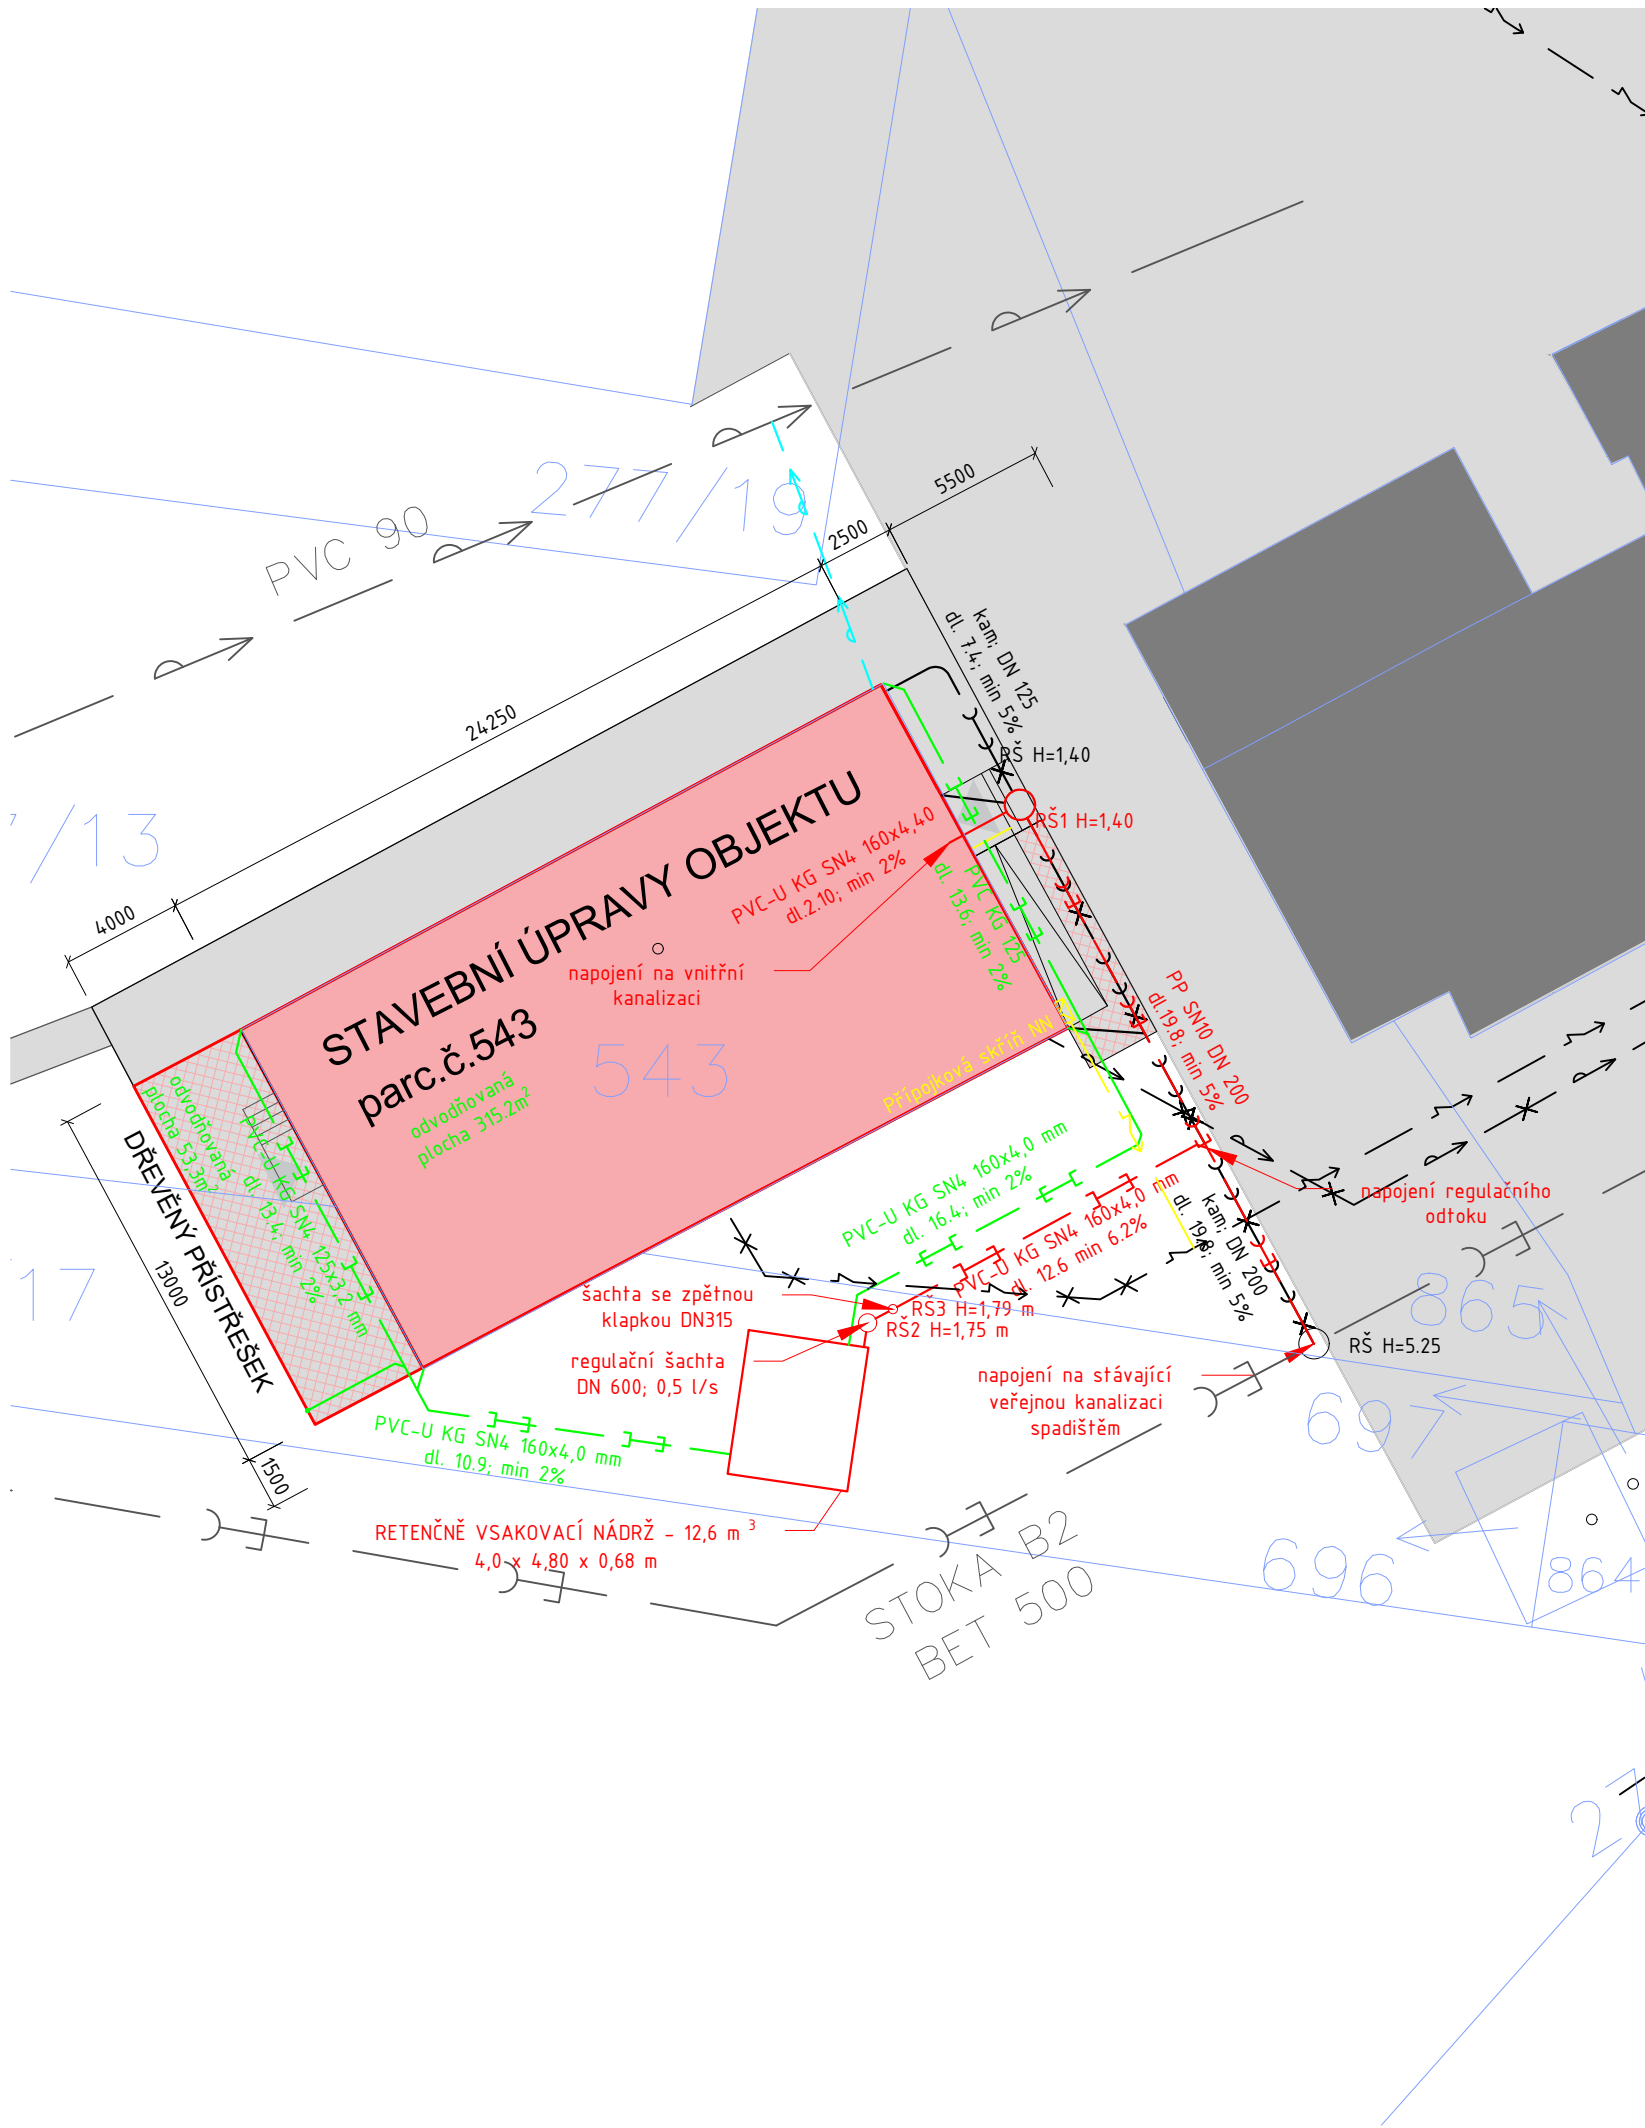 PVC 90
277/19
5500
2500
24250
4000
kam; DN 125
dl. 7.4; min 5%
RŠ H=1,40
RŠ1 H=1,40
/13
STAVEBNÍ ÚPRAVY OBJEKTU
parc.č.543
PVC-U KG SN4 160x4,40
dl.2.10; min 2%
napojení na vnitřní
kanalizaci
PVC KG 125
dl. 13.6; min 2%
543
odvodňovaná
plocha 315.2m²
Přípojková skříň NN
PP SN10 DN 200
dl.19.8; min 5%
odvodňovaná
plocha 53,3m²
PVC-U KG SN4 125x3,2 mm
dl. 13.4; min 2%
DŘEVĚNÝ PŘÍSTŘEŠEK
13000
1500
17
PVC-U KG SN4 160x4,0 mm
dl. 16.4; min 2%
PVC-U KG SN4 160x4,0 mm
dl. 12.6 min 6.2%
kam; DN 200
dl. 19.8; min 5%
napojení regulačního
odtoku
šachta se zpětnou
klapkou DN315
RŠ3 H=1,79 m
RŠ2 H=1,75 m
regulační šachta
DN 600; 0,5 l/s
RŠ H=5.25
napojení na stávající
veřejnou kanalizaci
spadištěm
865
697
696
864
PVC-U KG SN4 160x4,0 mm
dl. 10.9; min 2%
RETENČNĚ VSAKOVACÍ NÁDRŽ - 12,6 m³
4,0 x 4,80 x 0,68 m
STOKA B2
BET 500
27